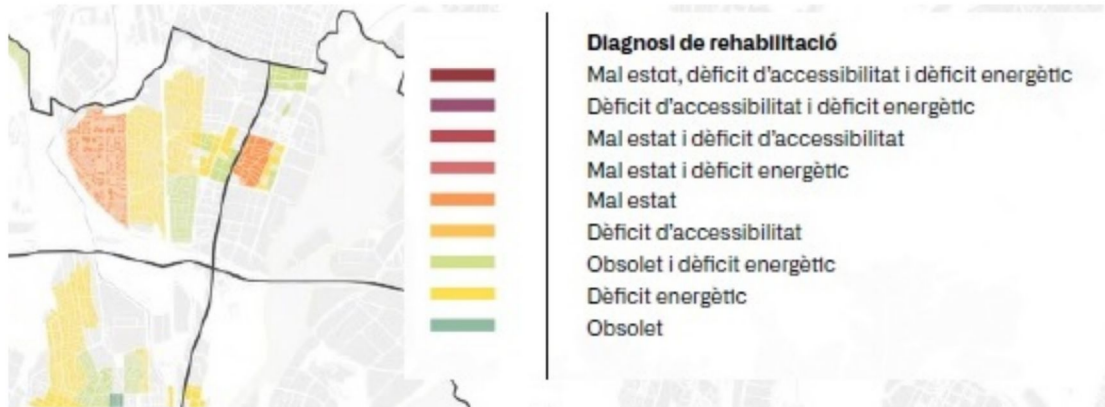 Diagnosi de rehabilitació
Mal estat, dèficit d'accessibilitat i dèficit energètic
Dèficit d'accessibilitat i dèficit energètic
Mal estat i dèficit d'accessibilitat
Mal estat i dèficit energètic
Mal estat
Dèficit d'accessibilitat
Obsolet i dèficit energètic
Dèficit energètic
Obsolet